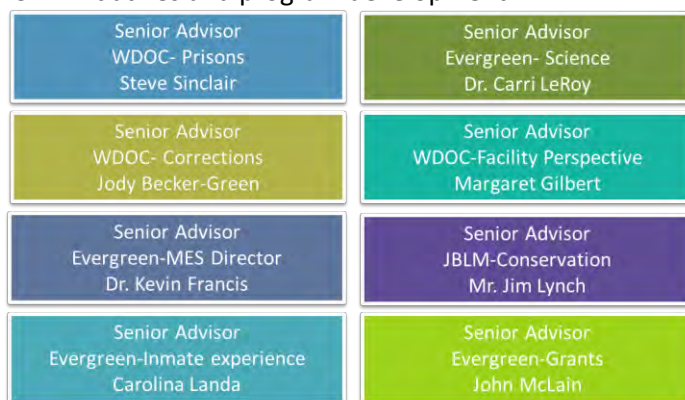 Senior Advisor
WDOC- Prisons
Steve Sinclair
Senior Advisor
Evergreen- Science
Dr. Carri LeRoy
Senior Advisor
WDOC- Corrections
Jody Becker-Green
Senior Advisor
WDOC-Facility Perspective
Margaret Gilbert
Senior Advisor
Evergreen-MES Director
Dr. Kevin Francis
Senior Advisor
JBLM-Conservation
Mr. Jim Lynch
Senior Advisor
Evergreen-Inmate experience
Carolina Landa
Senior Advisor
Evergreen-Grants
John McLain